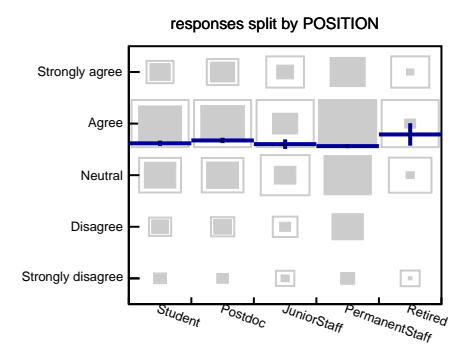 responses split by POSITION
Strongly agree
Agree
Neutral
Disagree
Strongly disagree
Student
Postdoc
JuniorStaff
PermanentStaff
Retired